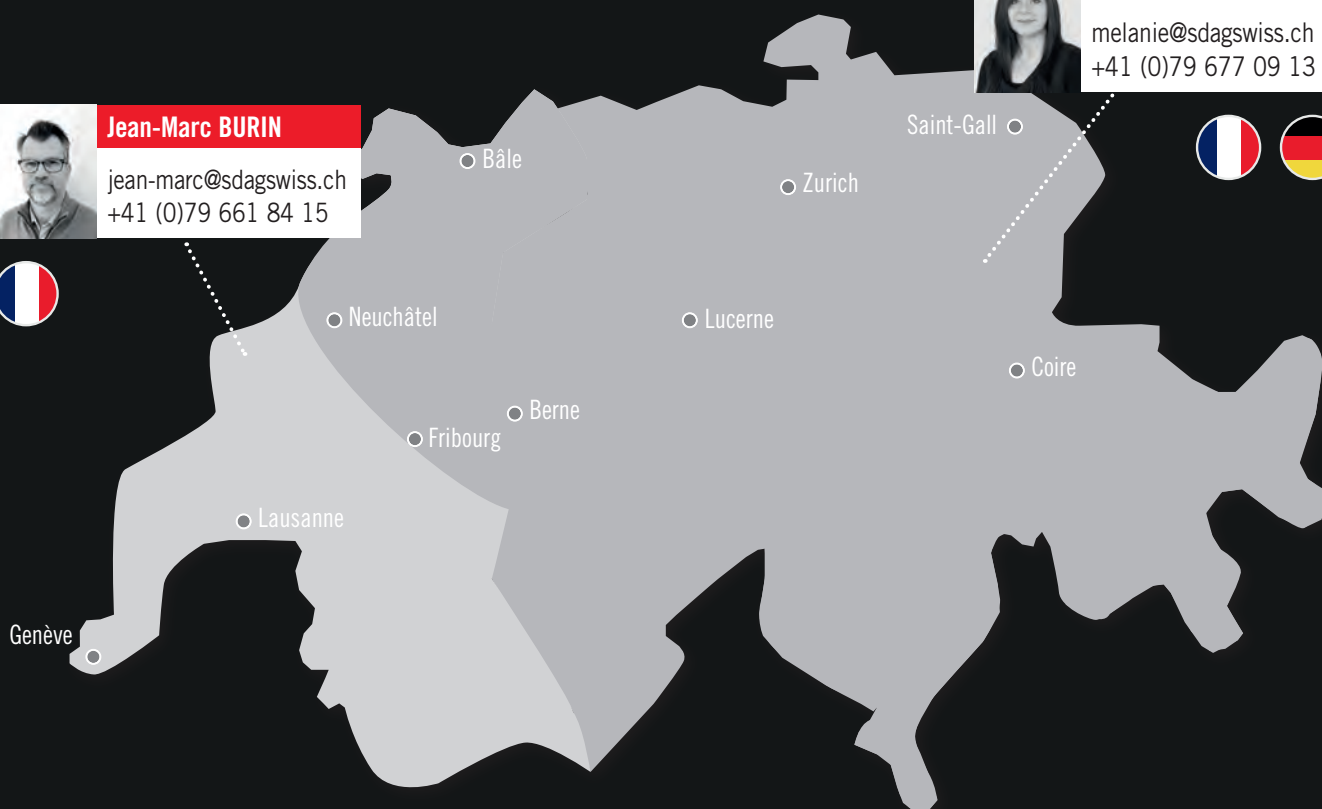 melanie@sdagswiss.ch
+41 (0)79 677 09 13
Jean-Marc BURIN
jean-marc@sdagswiss.ch
+41 (0)79 661 84 15
Saint-Gall
Bâle
Zurich
Neuchâtel
Lucerne
Coire
Berne
Fribourg
Lausanne
Genève